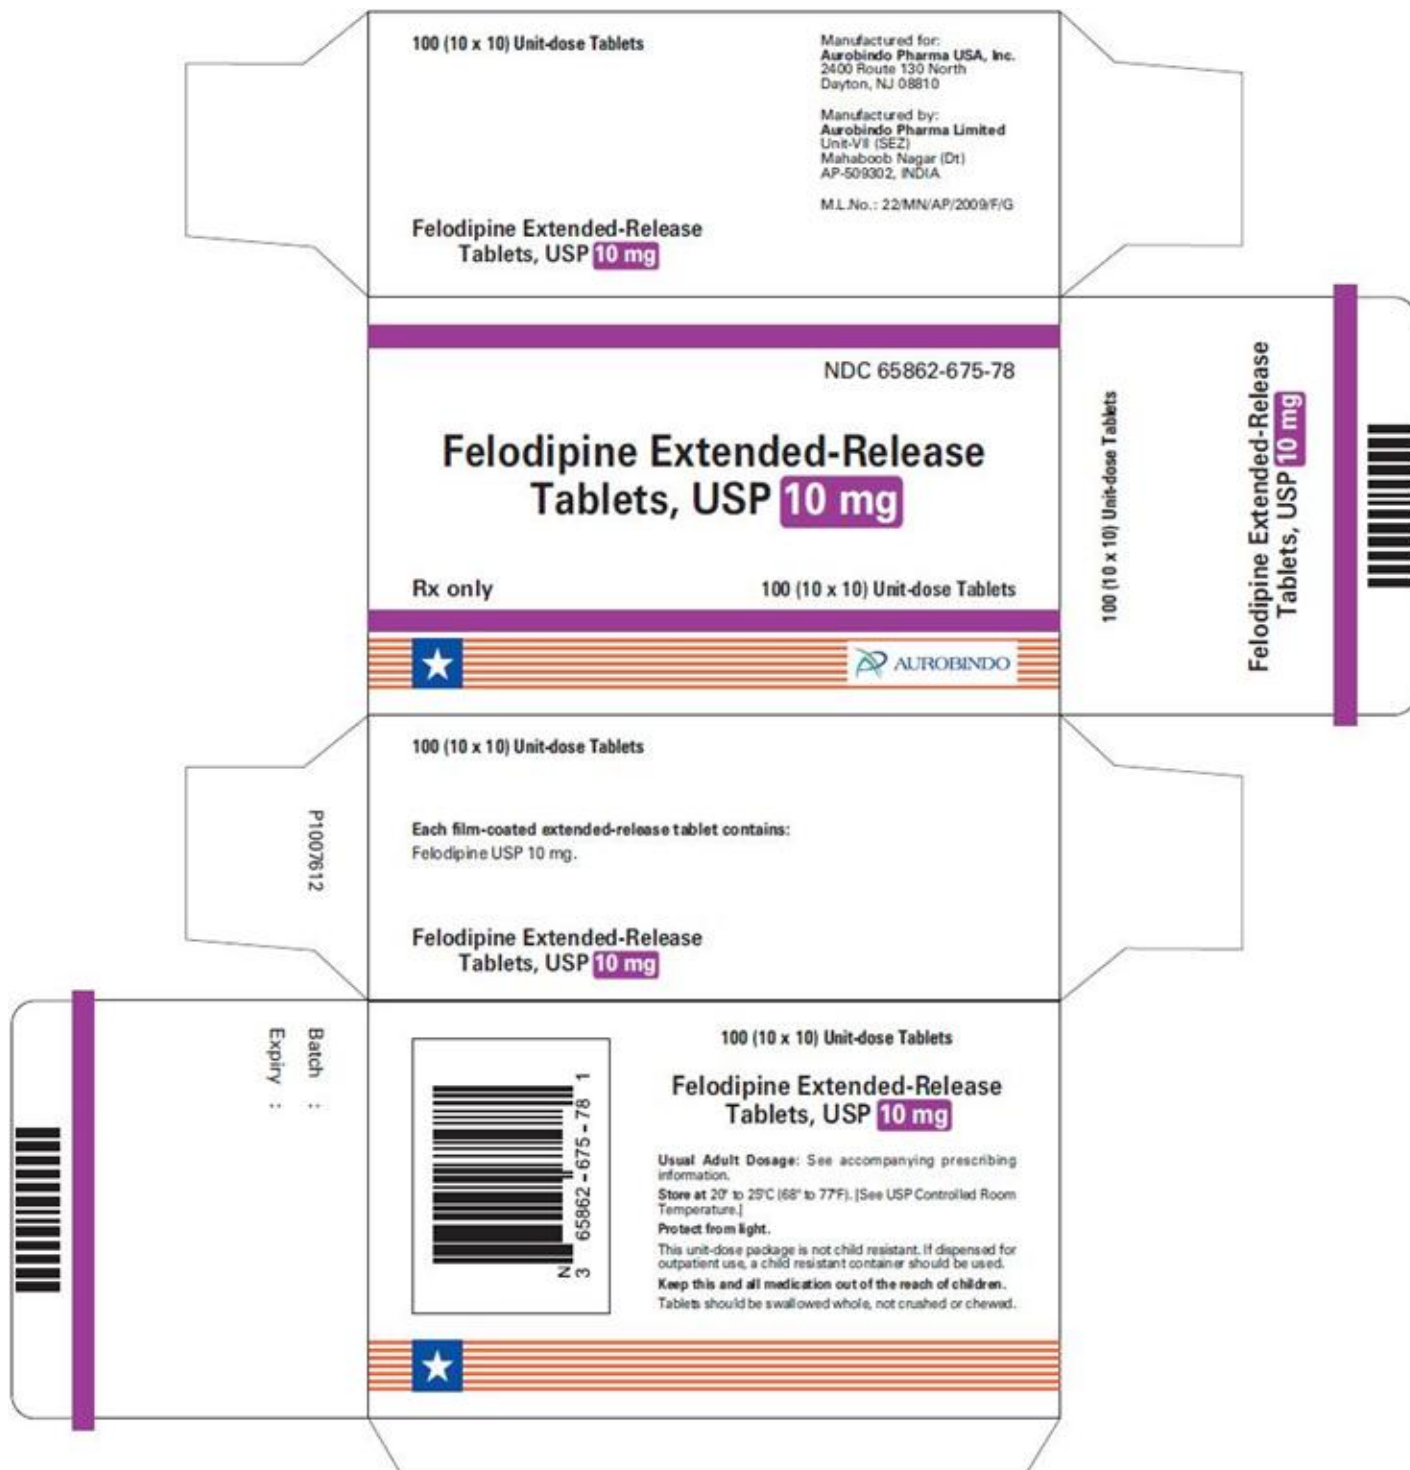 100 (10 x 10) Unit-dose Tablets
Manufactured for:
Aurobindo Pharma USA, Inc.
2400 Route 130 North
Dayton, NJ 08810
Manufactured by:
Aurobindo Pharma Limited
Unit-VII (SEZ)
Mahaboob Nagar (Dt)
AP-509302, INDIA
M.L.No.: 22/MN/AP/2009/F/G
Felodipine Extended-Release
Tablets, USP 10 mg
NDC 65862-675-78
Felodipine Extended-Release
Tablets, USP 10 mg
Rx only
100 (10 x 10) Unit-dose Tablets
AUROBINDO
100 (10 x 10) Unit-dose Tablets
Felodipine Extended-Release
Tablets, USP 10 mg
100 (10 x 10) Unit-dose Tablets
Each film-coated extended-release tablet contains:
Felodipine USP 10 mg.
Felodipine Extended-Release
Tablets, USP 10 mg
P1007612
Batch :
Expiry :
N
3 65862-675-78 1
100 (10 x 10) Unit-dose Tablets
Felodipine Extended-Release
Tablets, USP 10 mg
Usual Adult Dosage: See accompanying prescribing
information.
Store at 20° to 25°C (68° to 77°F). [See USP Controlled Room
Temperature.]
Protect from light.
This unit-dose package is not child resistant. If dispensed for
outpatient use, a child resistant container should be used.
Keep this and all medication out of the reach of children.
Tablets should be swallowed whole, not crushed or chewed.